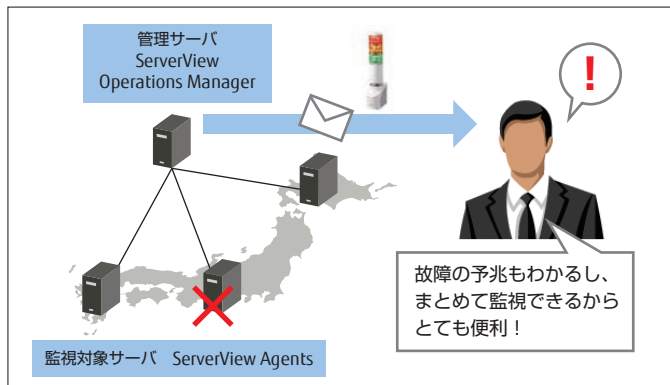 管理サーバ
ServerView
Operations Manager
!
故障の予兆もわかるし、
まとめて監視できるから
とても便利！
監視対象サーバ　ServerView Agents